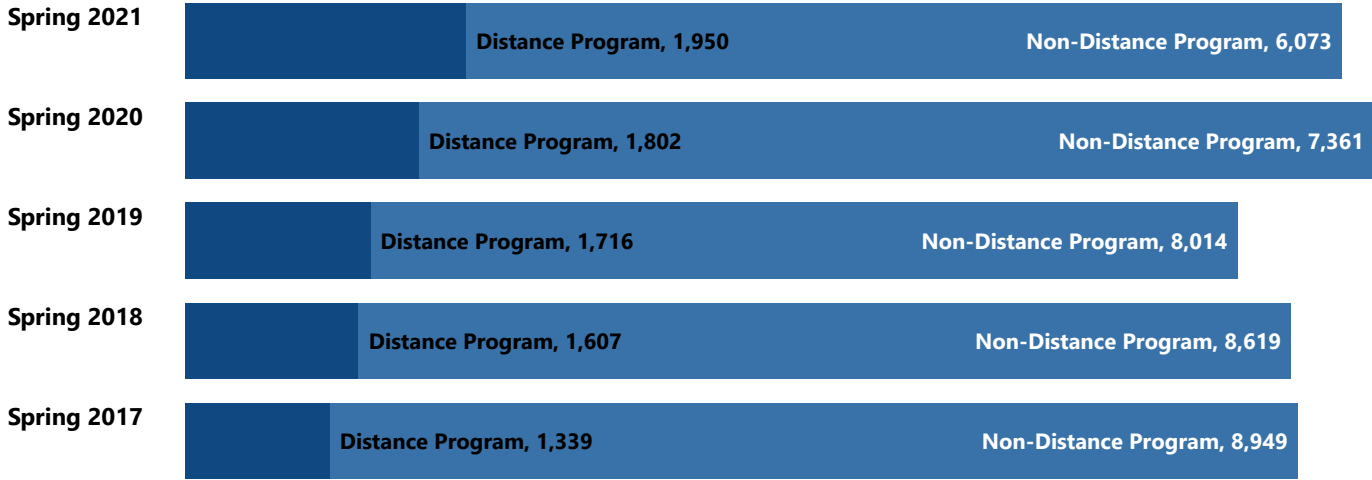 Spring 2021
Distance Program, 1,950
Non-Distance Program, 6,073
Spring 2020
Distance Program, 1,802
Non-Distance Program, 7,361
Spring 2019
Distance Program, 1,716
Non-Distance Program, 8,014
Spring 2018
Distance Program, 1,607
Non-Distance Program, 8,619
Spring 2017
Distance Program, 1,339
Non-Distance Program, 8,949